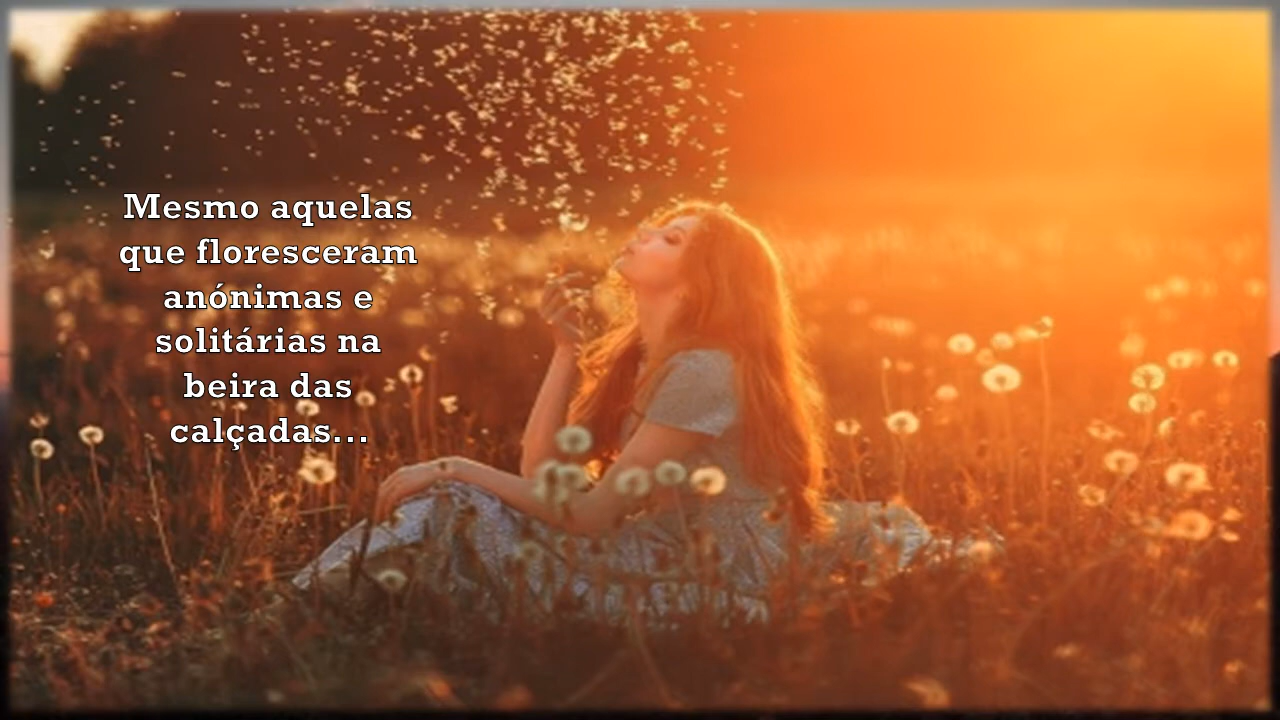 Mesmo aquelas
que floresceram
anónimas e
solitárias na
beira das
calçadas...